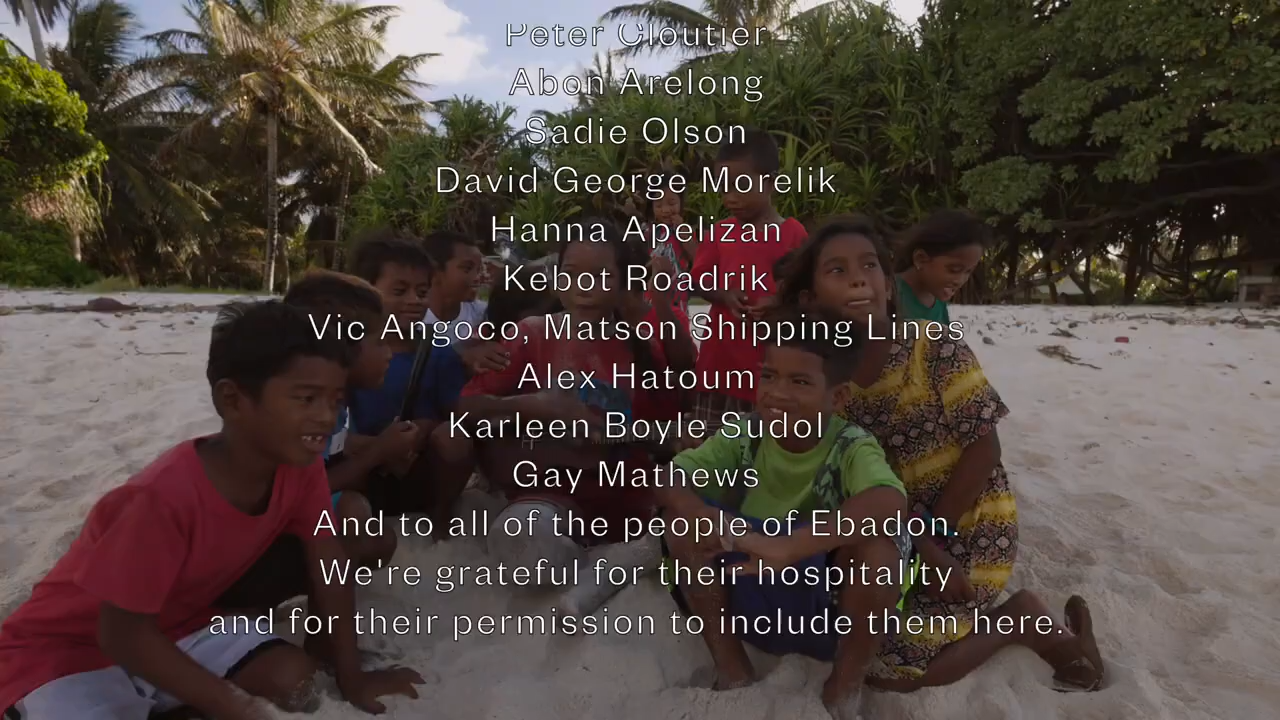 Peter Cloutier
Abon Arelong
Sadie Olson
David George Morelik
Hanna Apelizan
Kebot Roadrik
Vic Angoco, Matson Shipping Lines
Alex Hatoum
Karleen Boyle Sudol
Gay Mathews
And to all of the people of Ebadon.
We're grateful for their hospitality
and for their permission to include them here.